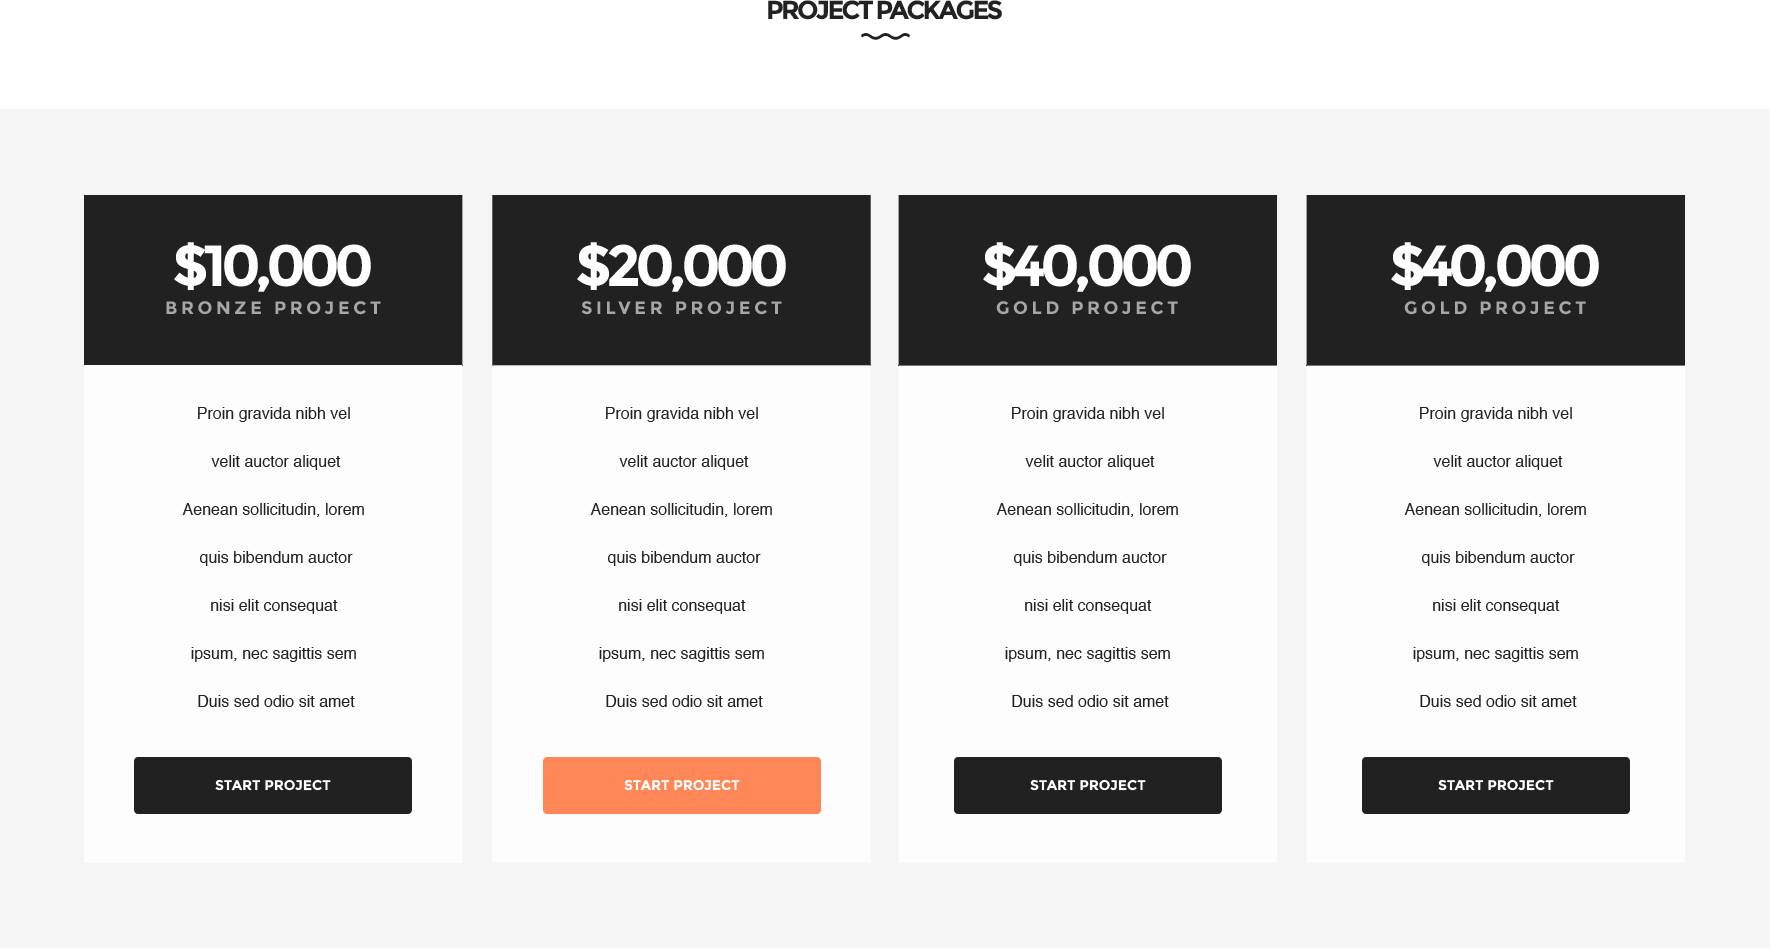 PROJECT PACKAGES
$10,000
BRONZE PROJECT
Proin gravida nibh vel
velit auctor aliquet
Aenean sollicitudin, lorem
quis bibendum auctor
nisi elit consequat
ipsum, nec sagittis sem
Duis sed odio sit amet
START PROJECT
$20,000
SILVER PROJECT
Proin gravida nibh vel
velit auctor aliquet
Aenean sollicitudin, lorem
quis bibendum auctor
nisi elit consequat
ipsum, nec sagittis sem
Duis sed odio sit amet
START PROJECT
$40,000
GOLD PROJECT
Proin gravida nibh vel
velit auctor aliquet
Aenean sollicitudin, lorem
quis bibendum auctor
nisi elit consequat
ipsum, nec sagittis sem
Duis sed odio sit amet
START PROJECT
$40,000
GOLD PROJECT
Proin gravida nibh vel
velit auctor aliquet
Aenean sollicitudin, lorem
quis bibendum auctor
nisi elit consequat
ipsum, nec sagittis sem
Duis sed odio sit amet
START PROJECT